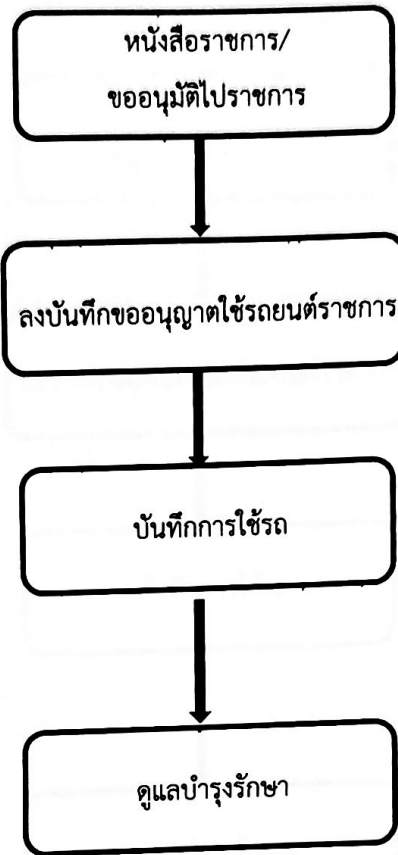 หนังสือราชการ/
ขออนุมัติไปราชการ
ลงบันทึกขออนุญาตใช้รถยนต์ราชการ
บันทึกการใช้รถ
ดูแลบำรุงรักษา